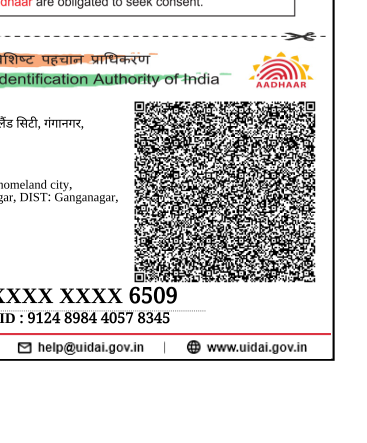 dhaar are obligated to seek consent.
शिष्ट पहचान प्राधिकरण
dentification Authority of India
AADHAAR
लैंड सिटी, गंगानगर,
homeland city,
gar, DIST: Ganganagar,
XXXX XXXX 6509
ID : 9124 8984 4057 8345
help@uidai.gov.in | www.uidai.gov.in